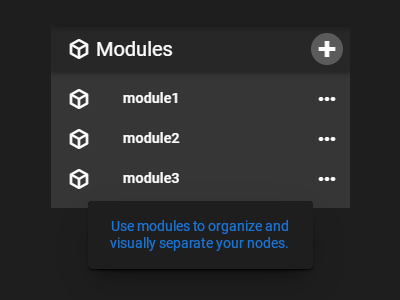 Modules
module1
module2
module3
Use modules to organize and
visually separate your nodes.